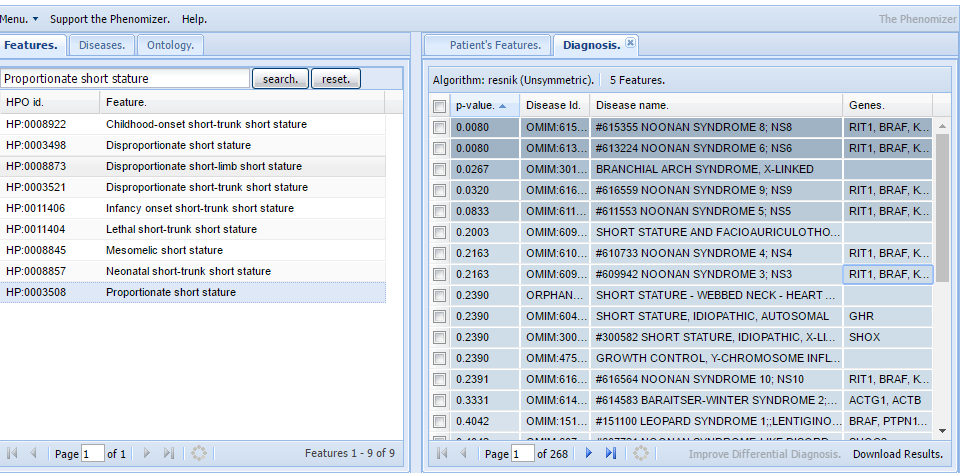 Menu. Support the Phenomizer. Help. The Phenomizer
Features. Diseases. Ontology.
Proportionate short stature search. reset.
HPO id. Feature.
HP:0008922 Childhood-onset short-trunk short stature
HP:0003498 Disproportionate short stature
HP:0008873 Disproportionate short-limb short stature
HP:0003521 Disproportionate short-trunk short stature
HP:0011406 Infancy onset short-trunk short stature
HP:0011404 Lethal short-trunk short stature
HP:0008845 Mesomelic short stature
HP:0008857 Neonatal short-trunk short stature
HP:0003508 Proportionate short stature
Page 1 of 1 Features 1 - 9 of 9
Patient's Features. Diagnosis.
Algorithm: resnik (Unsymmetric). 5 Features.
p-value. Disease Id. Disease name. Genes.
0.0080 OMIM:615... #615355 NOONAN SYNDROME 8; NS8 RIT1, BRAF, K...
0.0080 OMIM:613... #613224 NOONAN SYNDROME 6; NS6 RIT1, BRAF, K...
0.0267 OMIM:301... BRANCHIAL ARCH SYNDROME, X-LINKED
0.0320 OMIM:616... #616559 NOONAN SYNDROME 9; NS9 RIT1, BRAF, K...
0.0833 OMIM:611... #611553 NOONAN SYNDROME 5; NS5 RIT1, BRAF, K...
0.2003 OMIM:609... SHORT STATURE AND FACIOAURICULOTHO...
0.2163 OMIM:610... #610733 NOONAN SYNDROME 4; NS4 RIT1, BRAF, K...
0.2163 OMIM:609... #609942 NOONAN SYNDROME 3; NS3 RIT1, BRAF, K...
0.2390 ORPHAN... SHORT STATURE - WEBBED NECK - HEART ...
0.2390 OMIM:604... SHORT STATURE, IDIOPATHIC, AUTOSOMAL GHR
0.2390 OMIM:300... #300582 SHORT STATURE, IDIOPATHIC, X-LI... SHOX
0.2390 OMIM:475... GROWTH CONTROL, Y-CHROMOSOME INFL...
0.2391 OMIM:616... #616564 NOONAN SYNDROME 10; NS10 RIT1, BRAF, K...
0.3331 OMIM:614... #614583 BARAITSER-WINTER SYNDROME 2;... ACTG1, ACTB
0.4042 OMIM:151... #151100 LEOPARD SYNDROME 1;;LENTIGINO... BRAF, PTPN1...
Page 1 of 268 Improve Differential Diagnosis. Download Results.